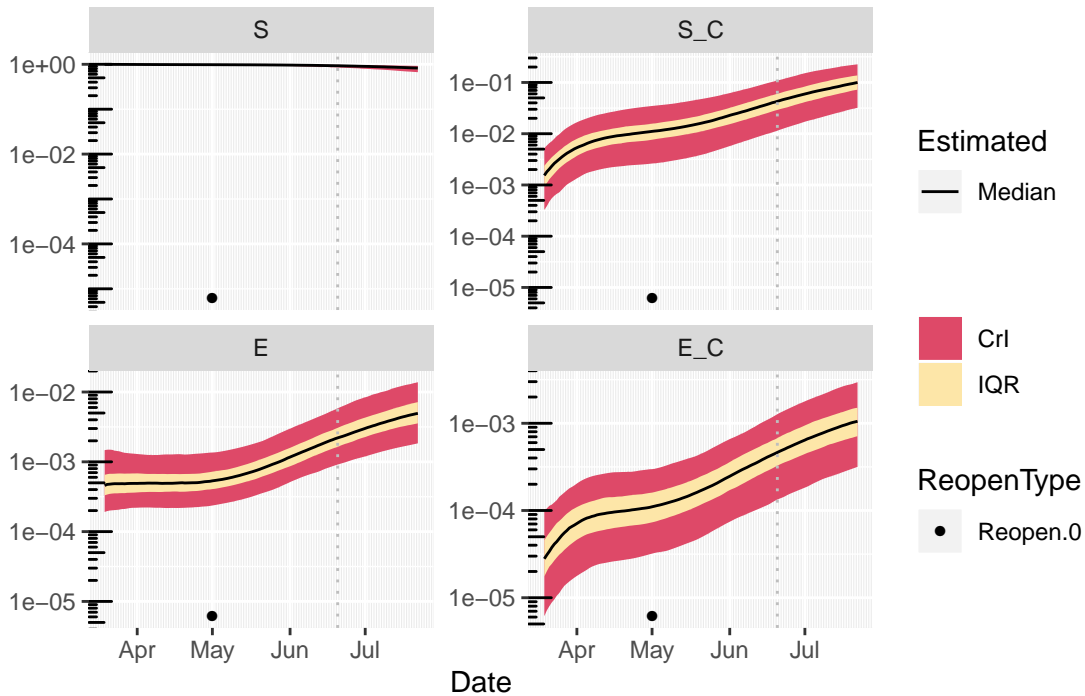 S
S_C
1e+00
1e−02
1e−04
1e−01
1e−02
1e−03
1e−04
1e−05
E
E_C
1e−02
1e−03
1e−04
1e−05
1e−03
1e−04
1e−05
Apr May Jun Jul
Apr May Jun Jul
Date
Estimated
Median
CrI
IQR
ReopenType
Reopen.0